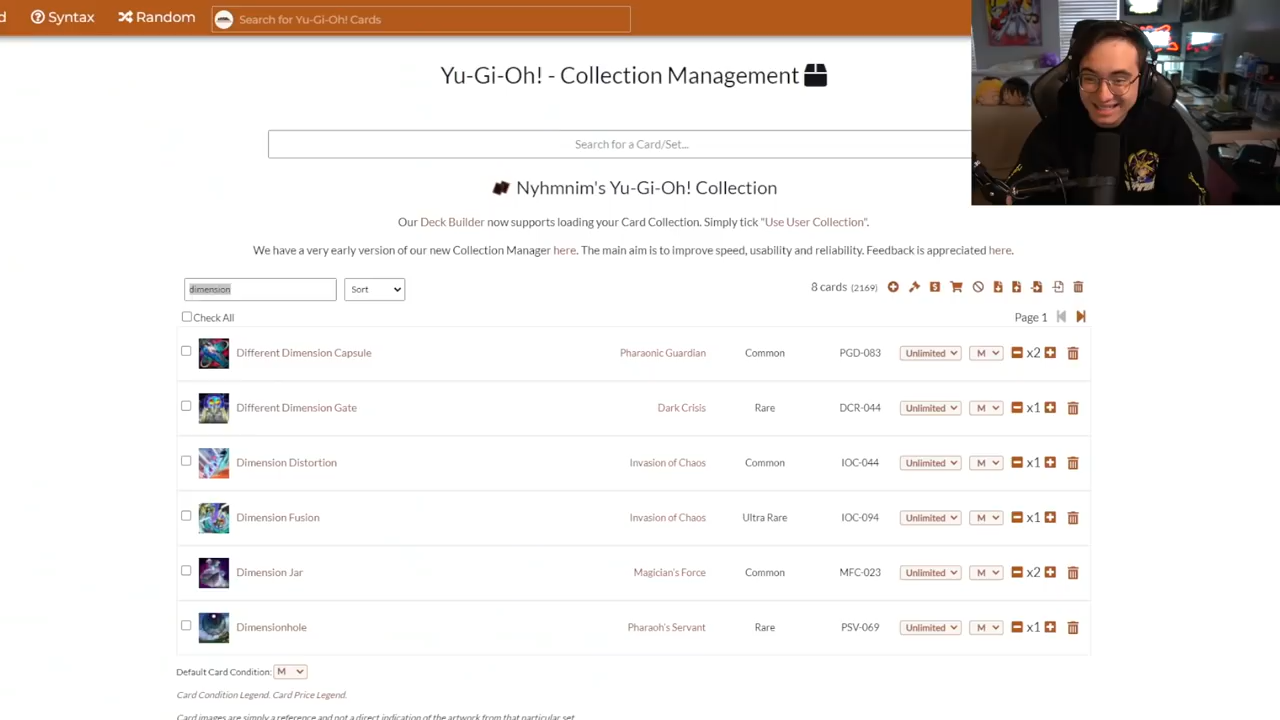 d Syntax Random Search for Yu-Gi-Oh! Cards
Yu-Gi-Oh! - Collection Management
Search for a Card/Set...
Nyhmnim's Yu-Gi-Oh! Collection
Our Deck Builder now supports loading your Card Collection. Simply tick "Use User Collection".
We have a very early version of our new Collection Manager here. The main aim is to improve speed, usability and reliability. Feedback is appreciated here.
dimension Sort 8 cards (2169)
Check All Page 1
Different Dimension Capsule Pharaonic Guardian Common PGD-083 Unlimited M x2
Different Dimension Gate Dark Crisis Rare DCR-044 Unlimited M x1
Dimension Distortion Invasion of Chaos Common IOC-044 Unlimited M x1
Dimension Fusion Invasion of Chaos Ultra Rare IOC-094 Unlimited M x1
Dimension Jar Magician's Force Common MFC-023 Unlimited M x2
Dimensionhole Pharaoh's Servant Rare PSV-069 Unlimited M x1
Default Card Condition: M
Card Condition Legend. Card Price Legend.
Card images are simply a reference and not a direct indication of the artwork from that particular set.